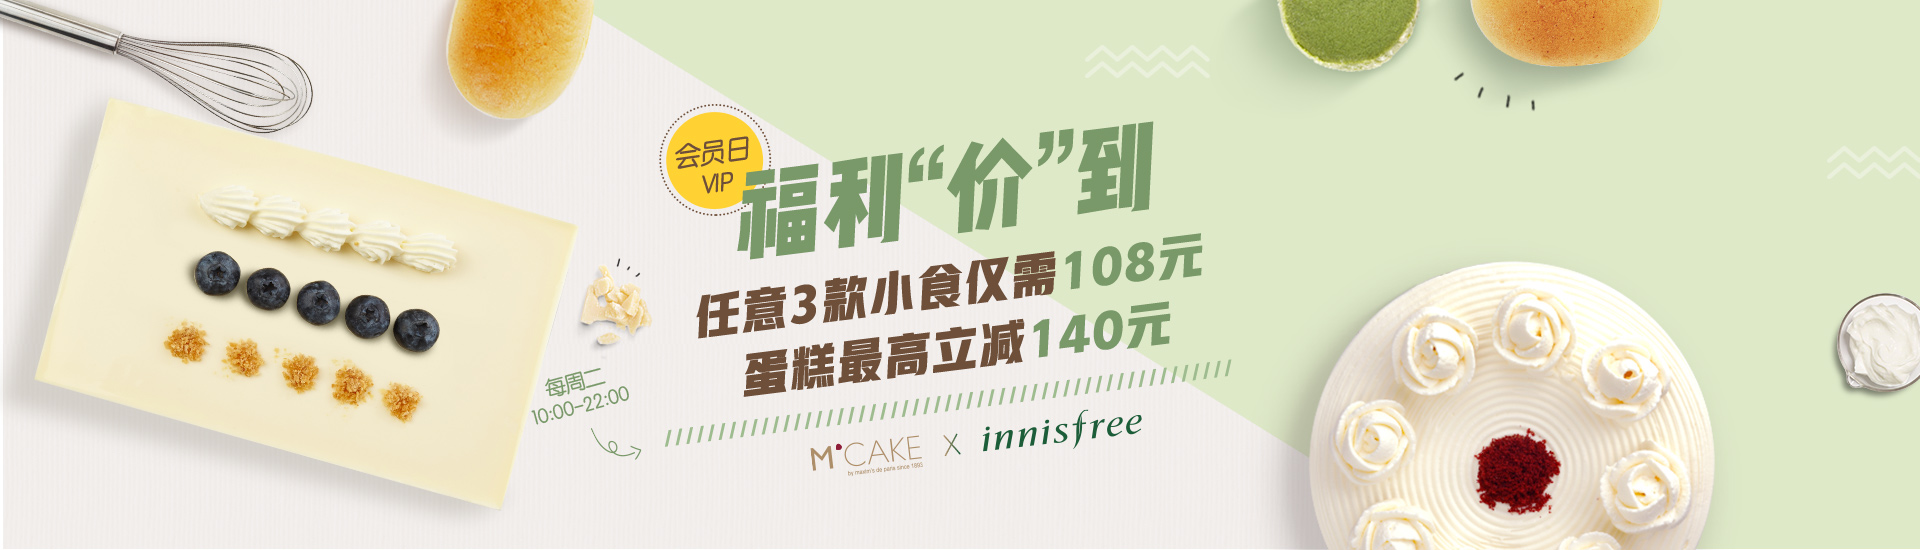 会员日
VIP
福利“价”到
任意3款小食仅需108元
蛋糕最高立减140元
每周二
10:00-22:00
M'CAKE X innisfree